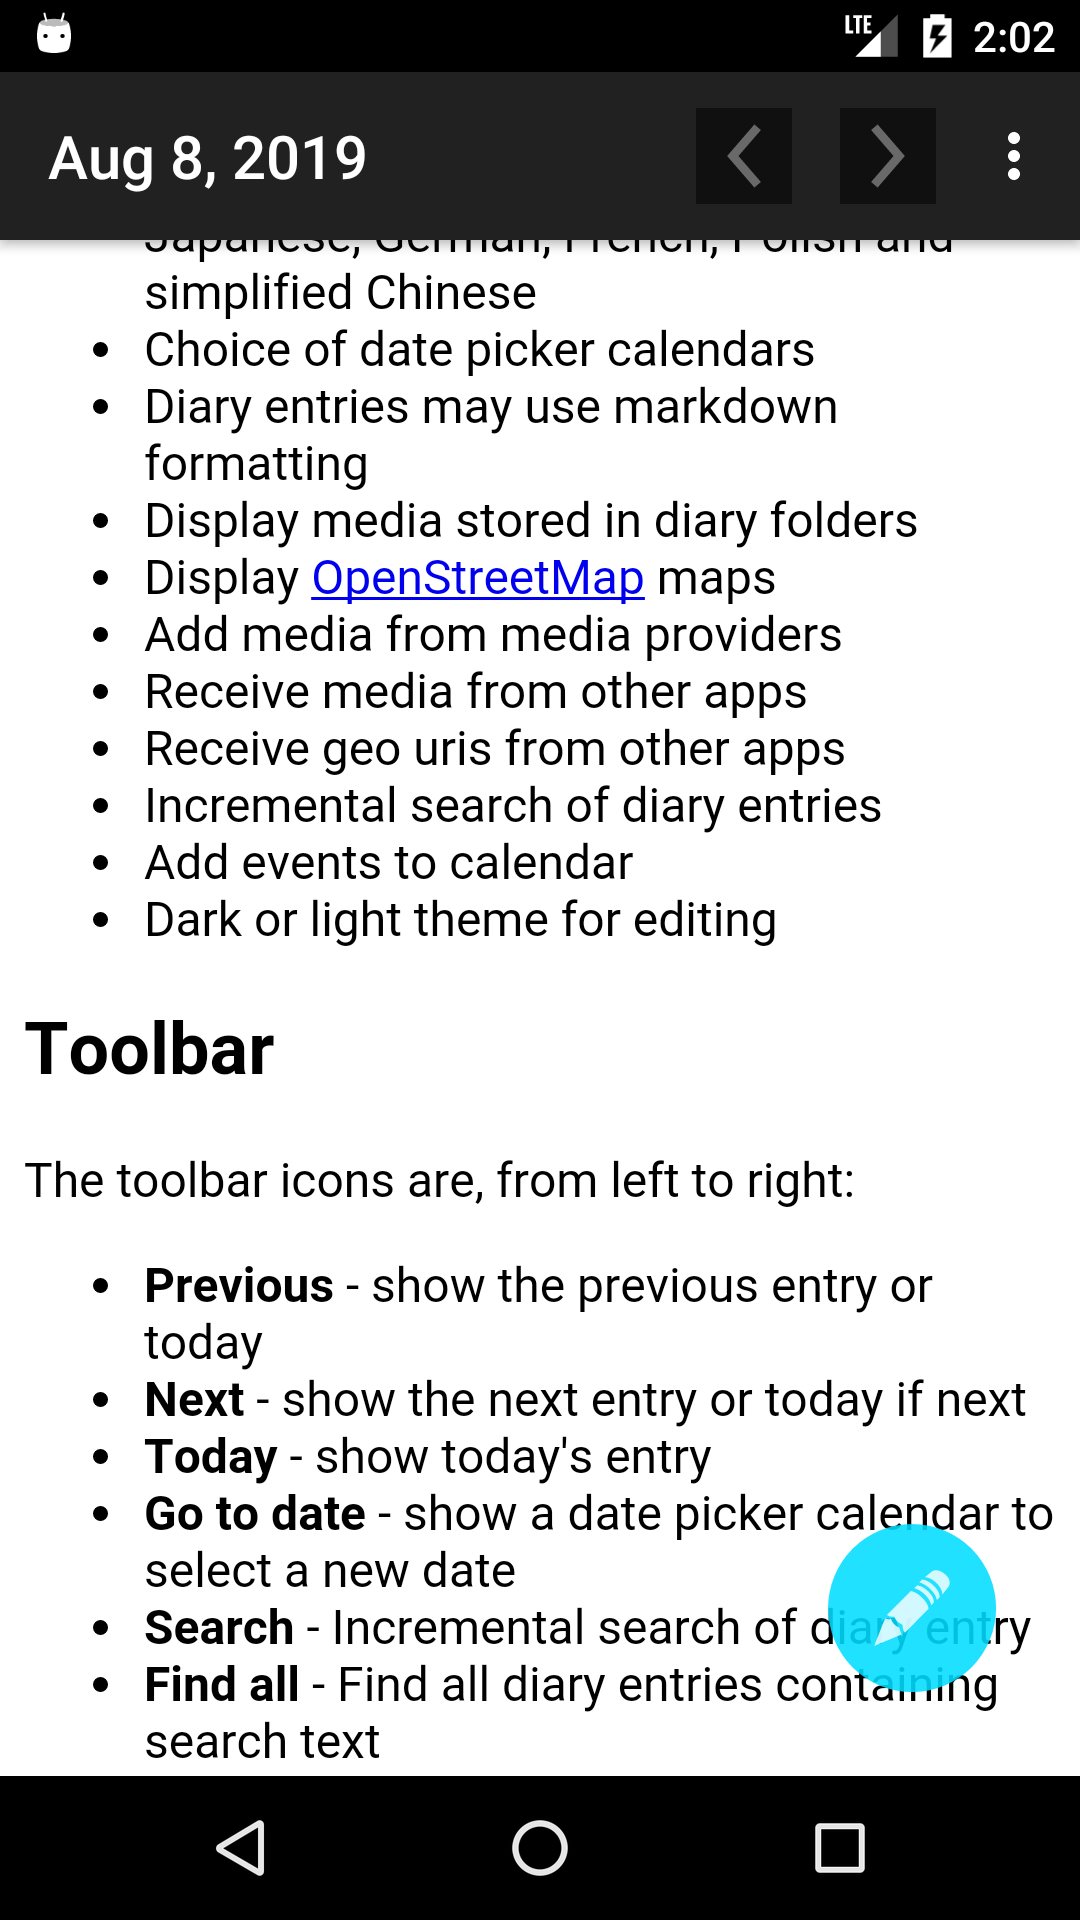 LTE 2:02
Aug 8, 2019
Japanese, German, French, Polish and
simplified Chinese
• Choice of date picker calendars
• Diary entries may use markdown
formatting
• Display media stored in diary folders
• Display OpenStreetMap maps
• Add media from media providers
• Receive media from other apps
• Receive geo uris from other apps
• Incremental search of diary entries
• Add events to calendar
• Dark or light theme for editing
Toolbar
The toolbar icons are, from left to right:
• Previous - show the previous entry or
today
• Next - show the next entry or today if next
• Today - show today's entry
• Go to date - show a date picker calendar to
select a new date
• Search - Incremental search of diary entry
• Find all - Find all diary entries containing
search text